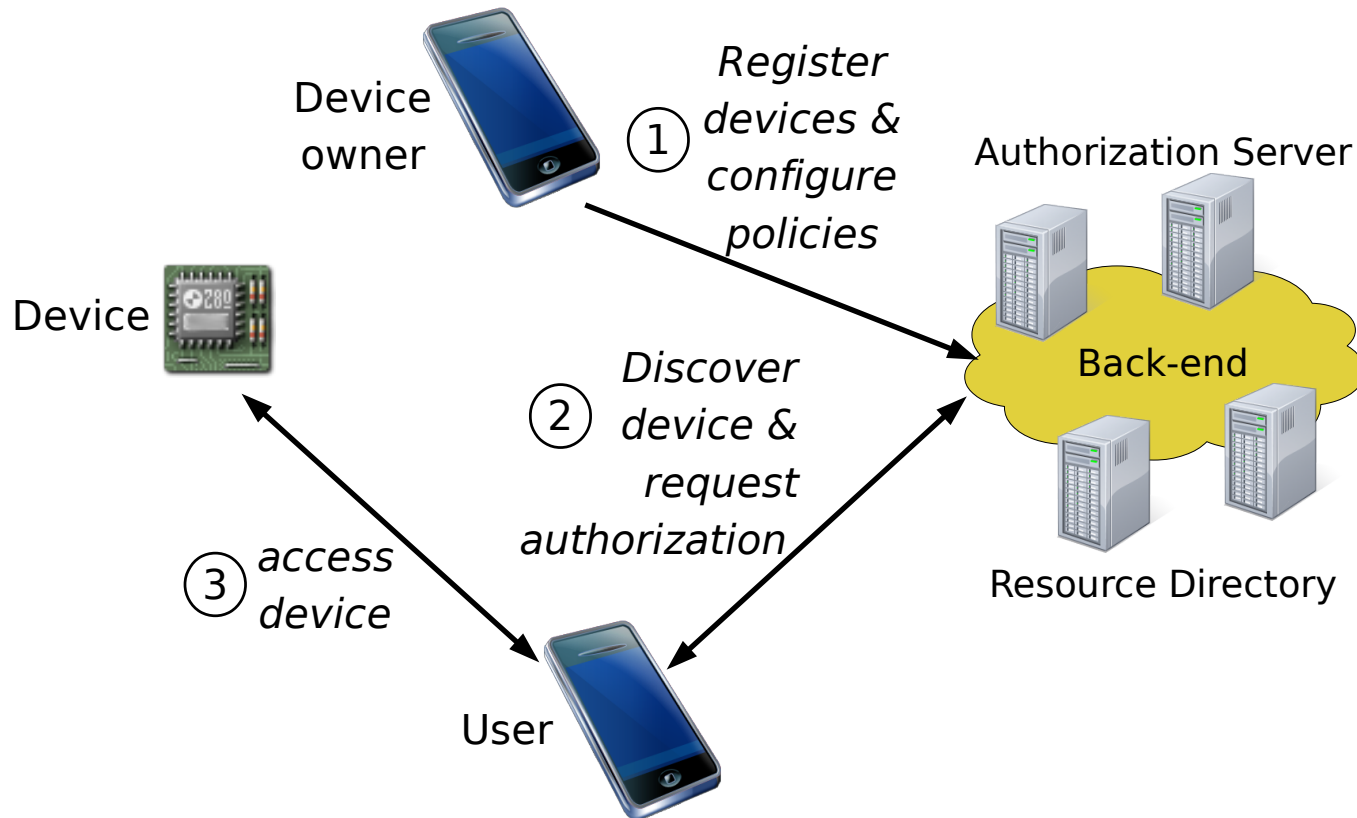 Device
owner
1
Register
devices &
configure
policies
Authorization Server
Device
280
Back-end
2
Discover
device &
request
authorization
3
access
device
Resource Directory
User